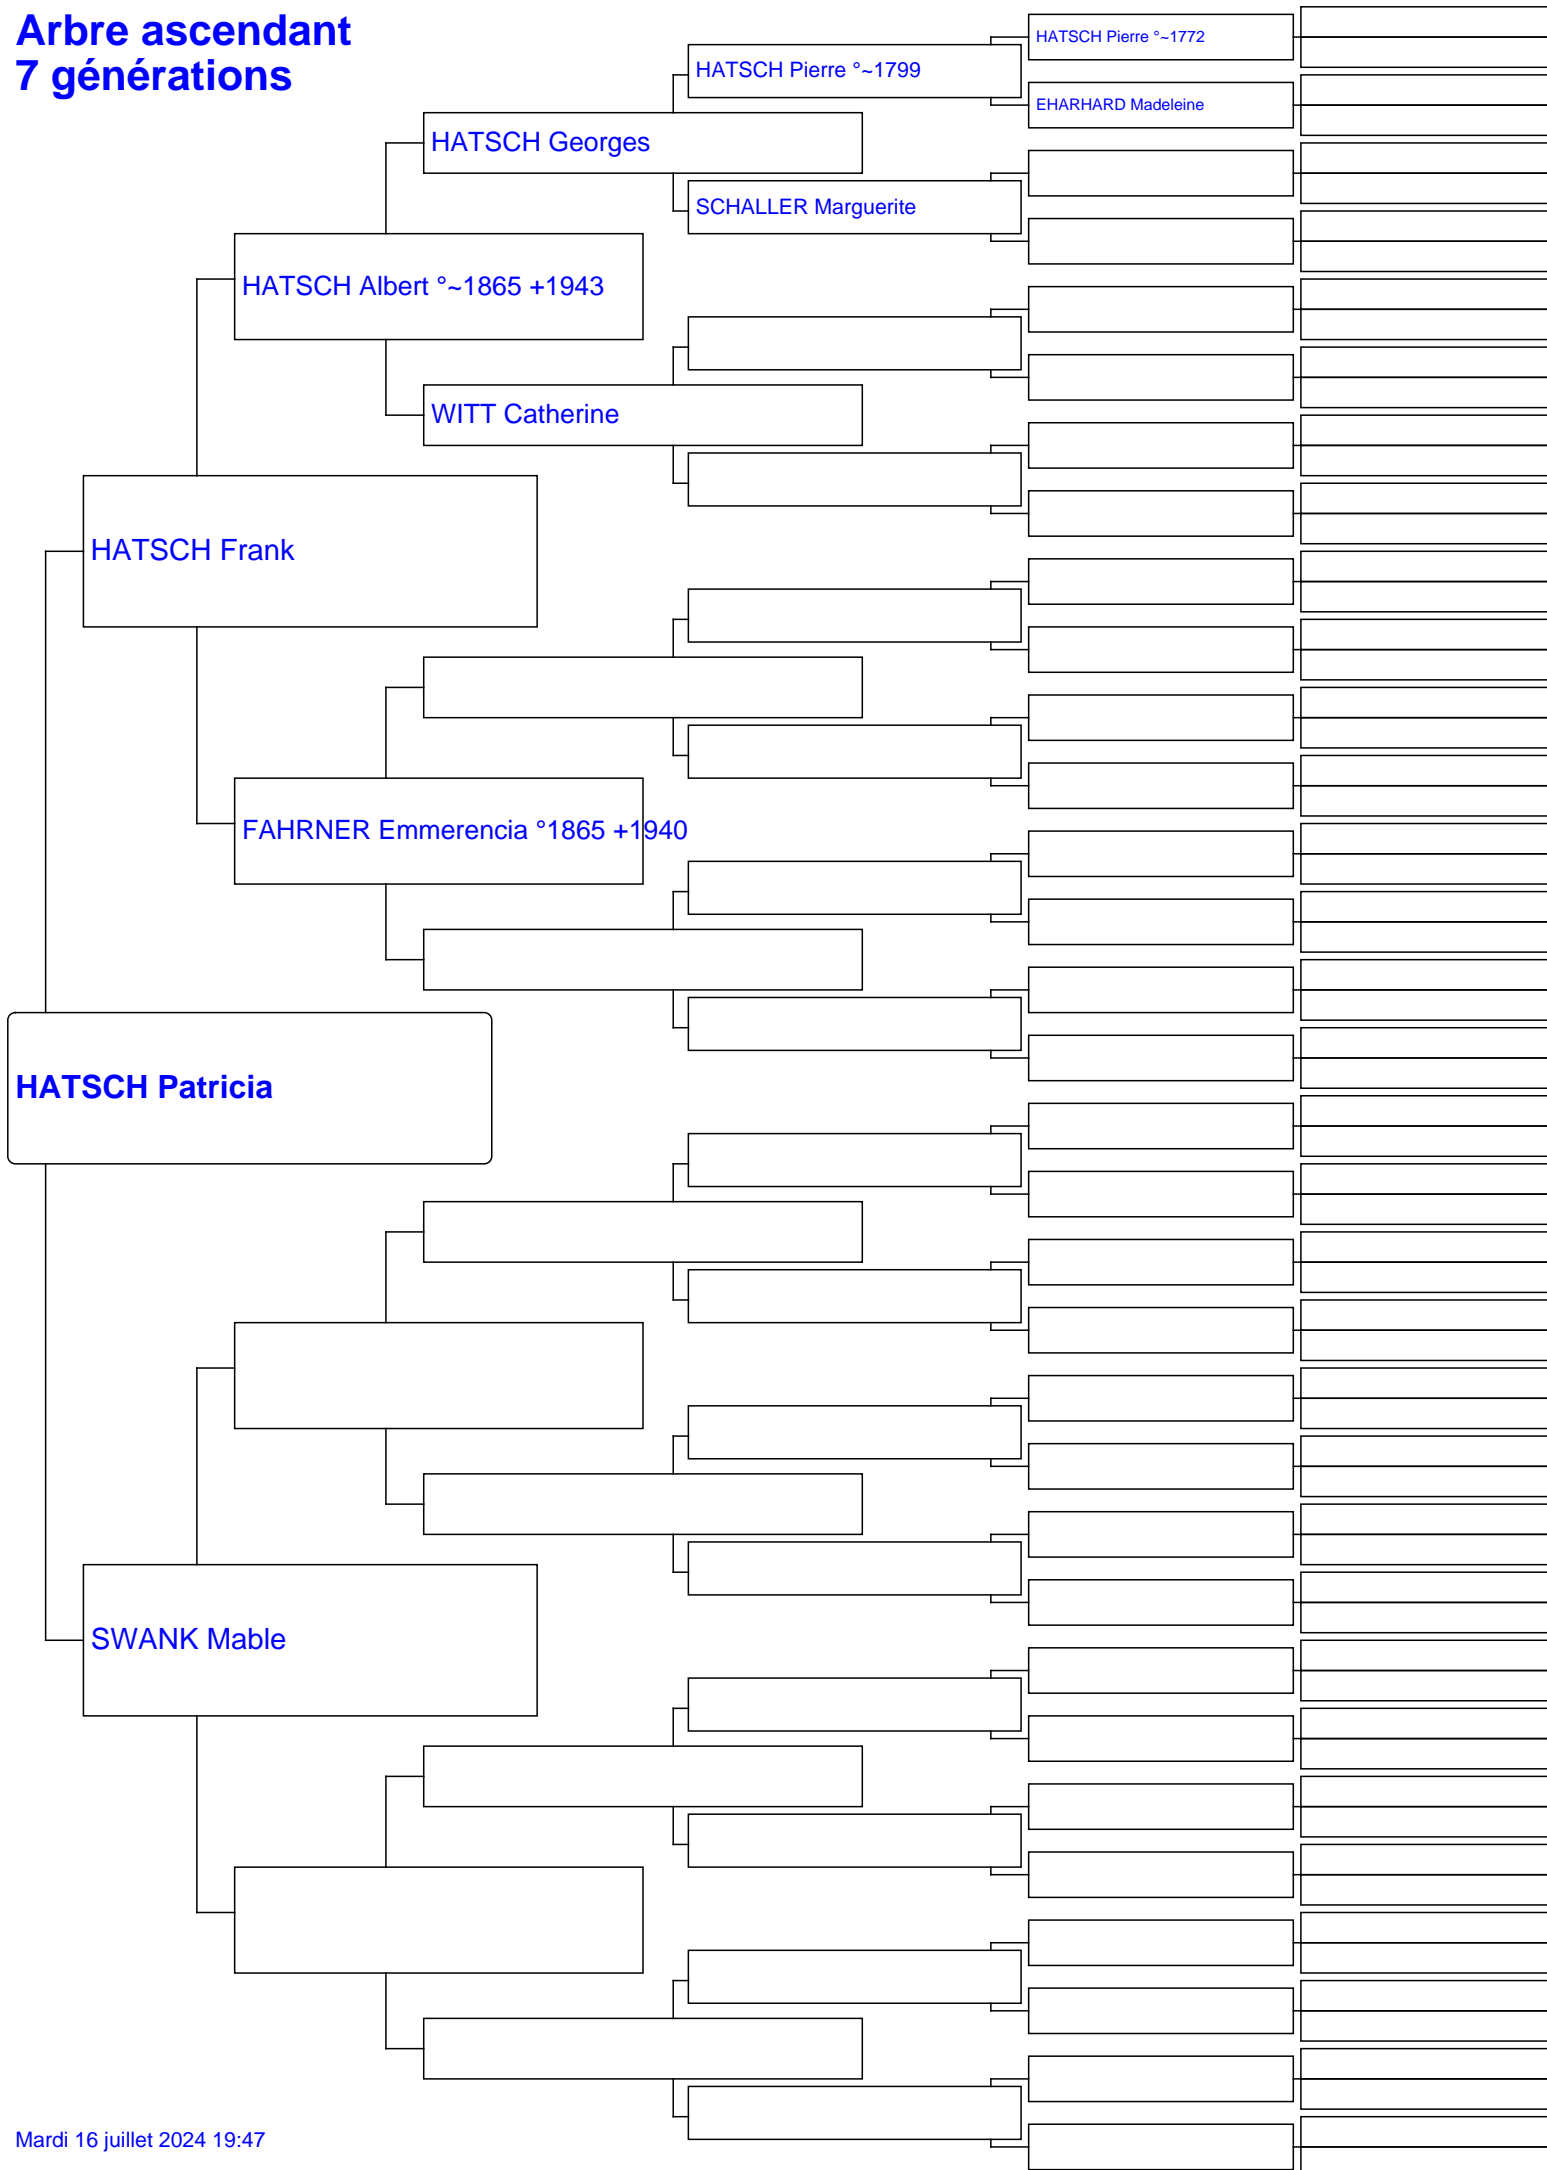 Arbre ascendant
7 générations
HATSCH Pierre °~1772
HATSCH Pierre °~1799
EHARHARD Madeleine
HATSCH Georges
SCHALLER Marguerite
HATSCH Albert °~1865 +1943
WITT Catherine
HATSCH Frank
FAHRNER Emmerencia °1865 +1940
HATSCH Patricia
SWANK Mable
Mardi 16 juillet 2024 19:47